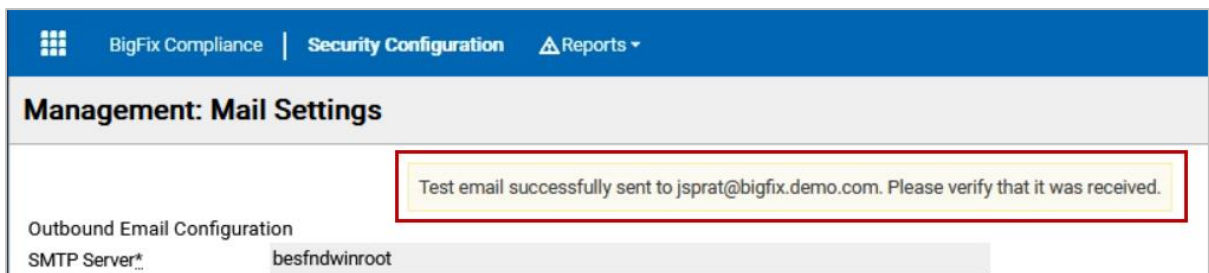 BigFix Compliance | Security Configuration Reports
Management: Mail Settings
Test email successfully sent to jsprat@bigfix.demo.com. Please verify that it was received.
Outbound Email Configuration
SMTP Server* besfndwinroot